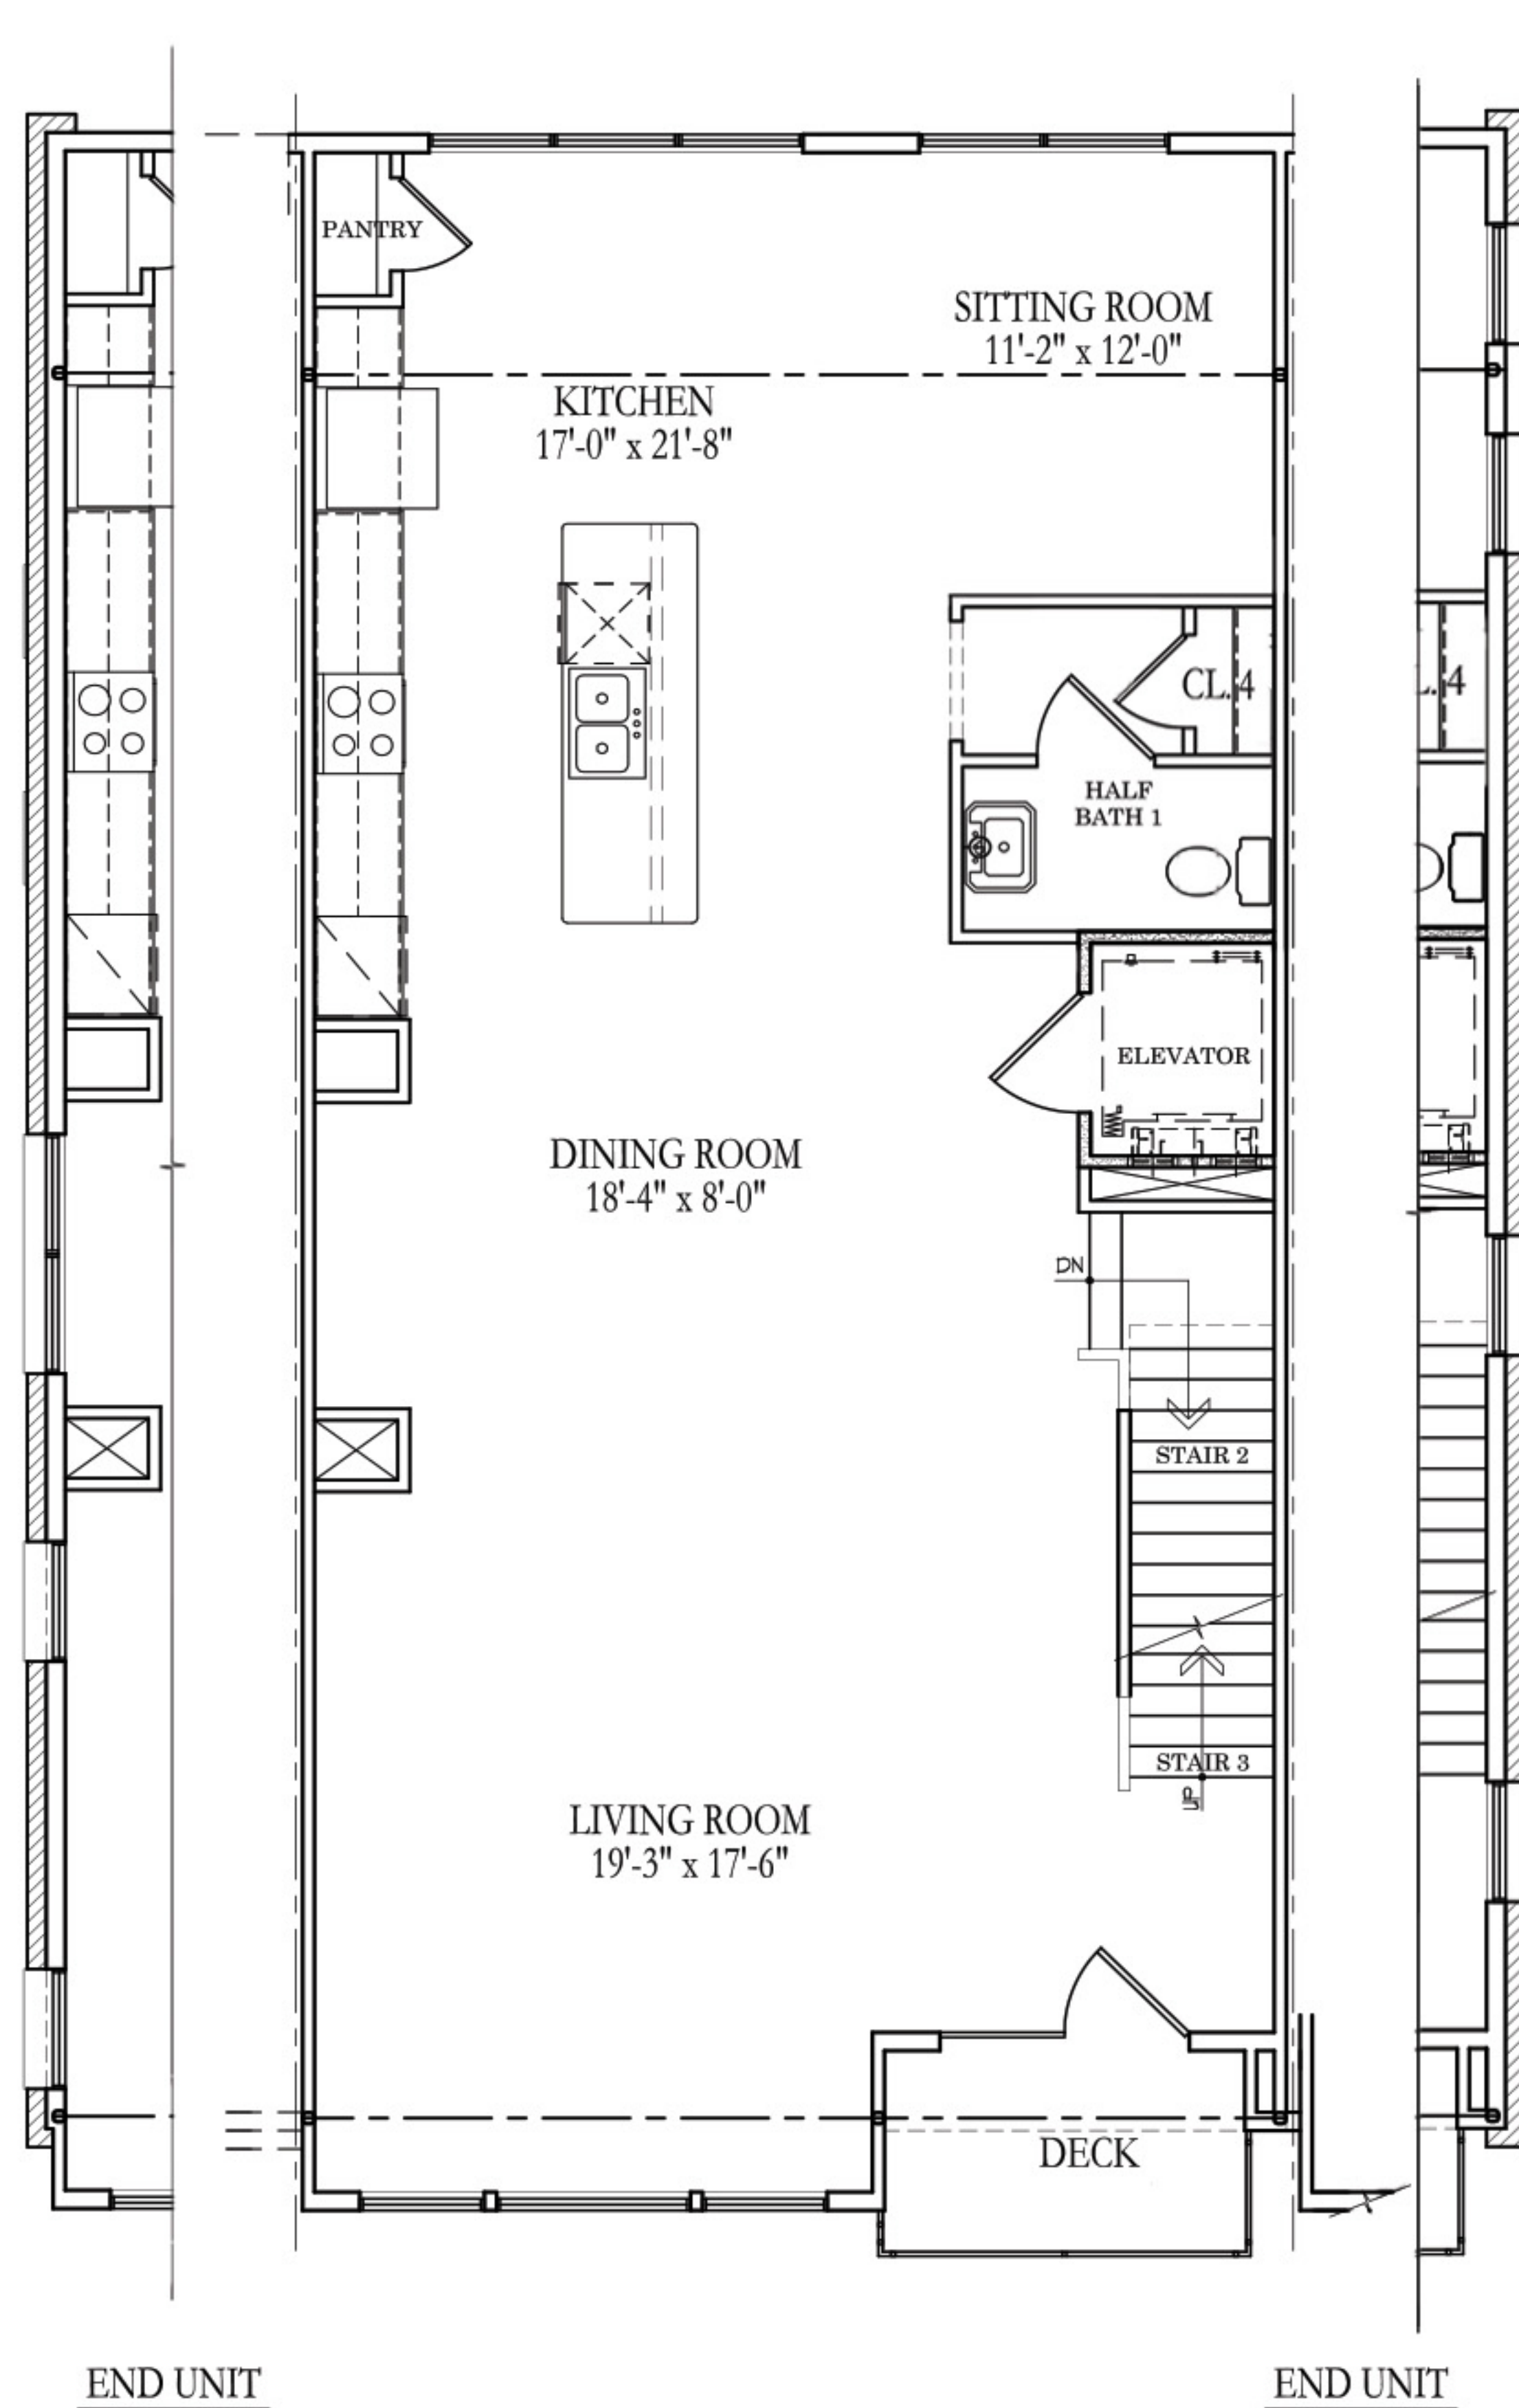 PANTRY
SITTING ROOM
11'-2" x 12'-0"
KITCHEN
17'-0" x 21'-8"
CL. 4
L. 4
HALF
BATH 1
ELEVATOR
DINING ROOM
18'-4" x 8'-0"
DN
STAIR 2
STAIR 3
UP
LIVING ROOM
19'-3" x 17'-6"
DECK
END UNIT
END UNIT